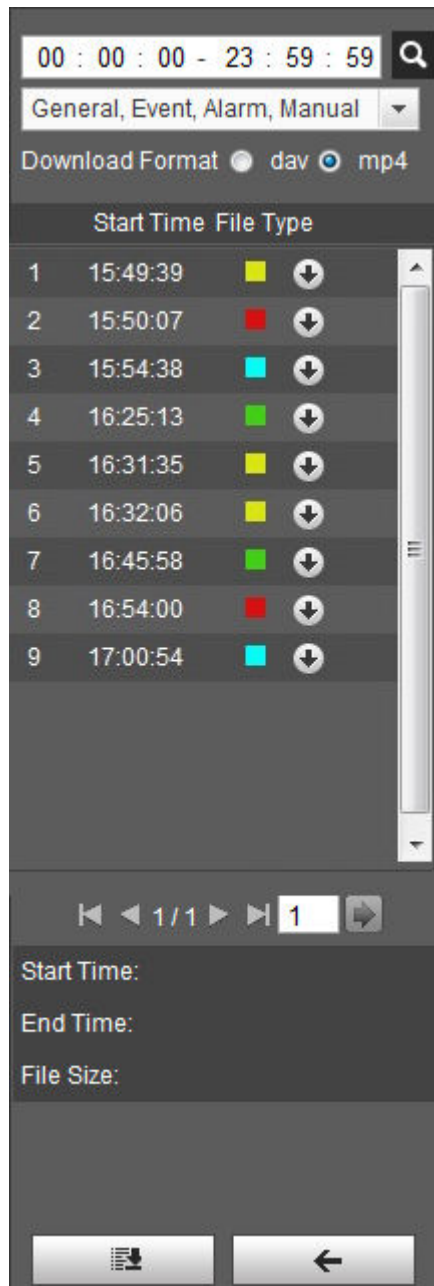 00 : 00 : 00 - 23 : 59 : 59
General, Event, Alarm, Manual
Download Format dav mp4
Start Time File Type
1 15:49:39
2 15:50:07
3 15:54:38
4 16:25:13
5 16:31:35
6 16:32:06
7 16:45:58
8 16:54:00
9 17:00:54
1 / 1 1
Start Time:
End Time:
File Size: